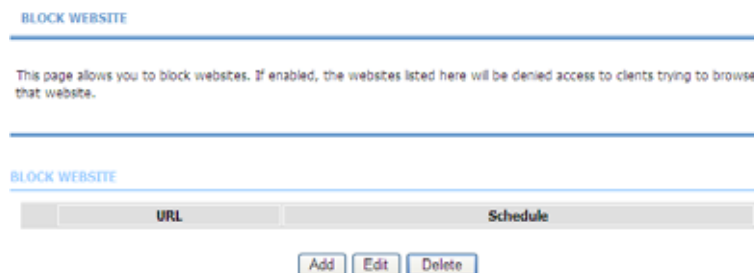 BLOCK WEBSITE
This page allows you to block websites. If enabled, the websites listed here will be denied access to clients trying to browse
that website.
BLOCK WEBSITE
URL Schedule
Add Edit Delete